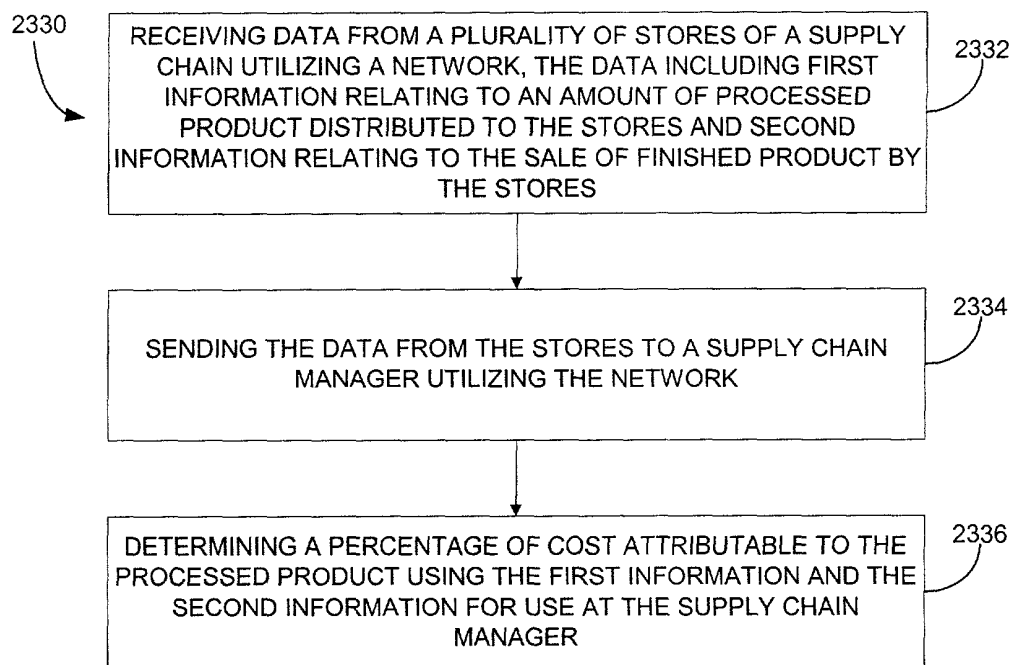 2330
RECEIVING DATA FROM A PLURALITY OF STORES OF A SUPPLY
CHAIN UTILIZING A NETWORK, THE DATA INCLUDING FIRST
INFORMATION RELATING TO AN AMOUNT OF PROCESSED
PRODUCT DISTRIBUTED TO THE STORES AND SECOND
INFORMATION RELATING TO THE SALE OF FINISHED PRODUCT BY
THE STORES
2332
SENDING THE DATA FROM THE STORES TO A SUPPLY CHAIN
MANAGER UTILIZING THE NETWORK
2334
DETERMINING A PERCENTAGE OF COST ATTRIBUTABLE TO THE
PROCESSED PRODUCT USING THE FIRST INFORMATION AND THE
SECOND INFORMATION FOR USE AT THE SUPPLY CHAIN
MANAGER
2336